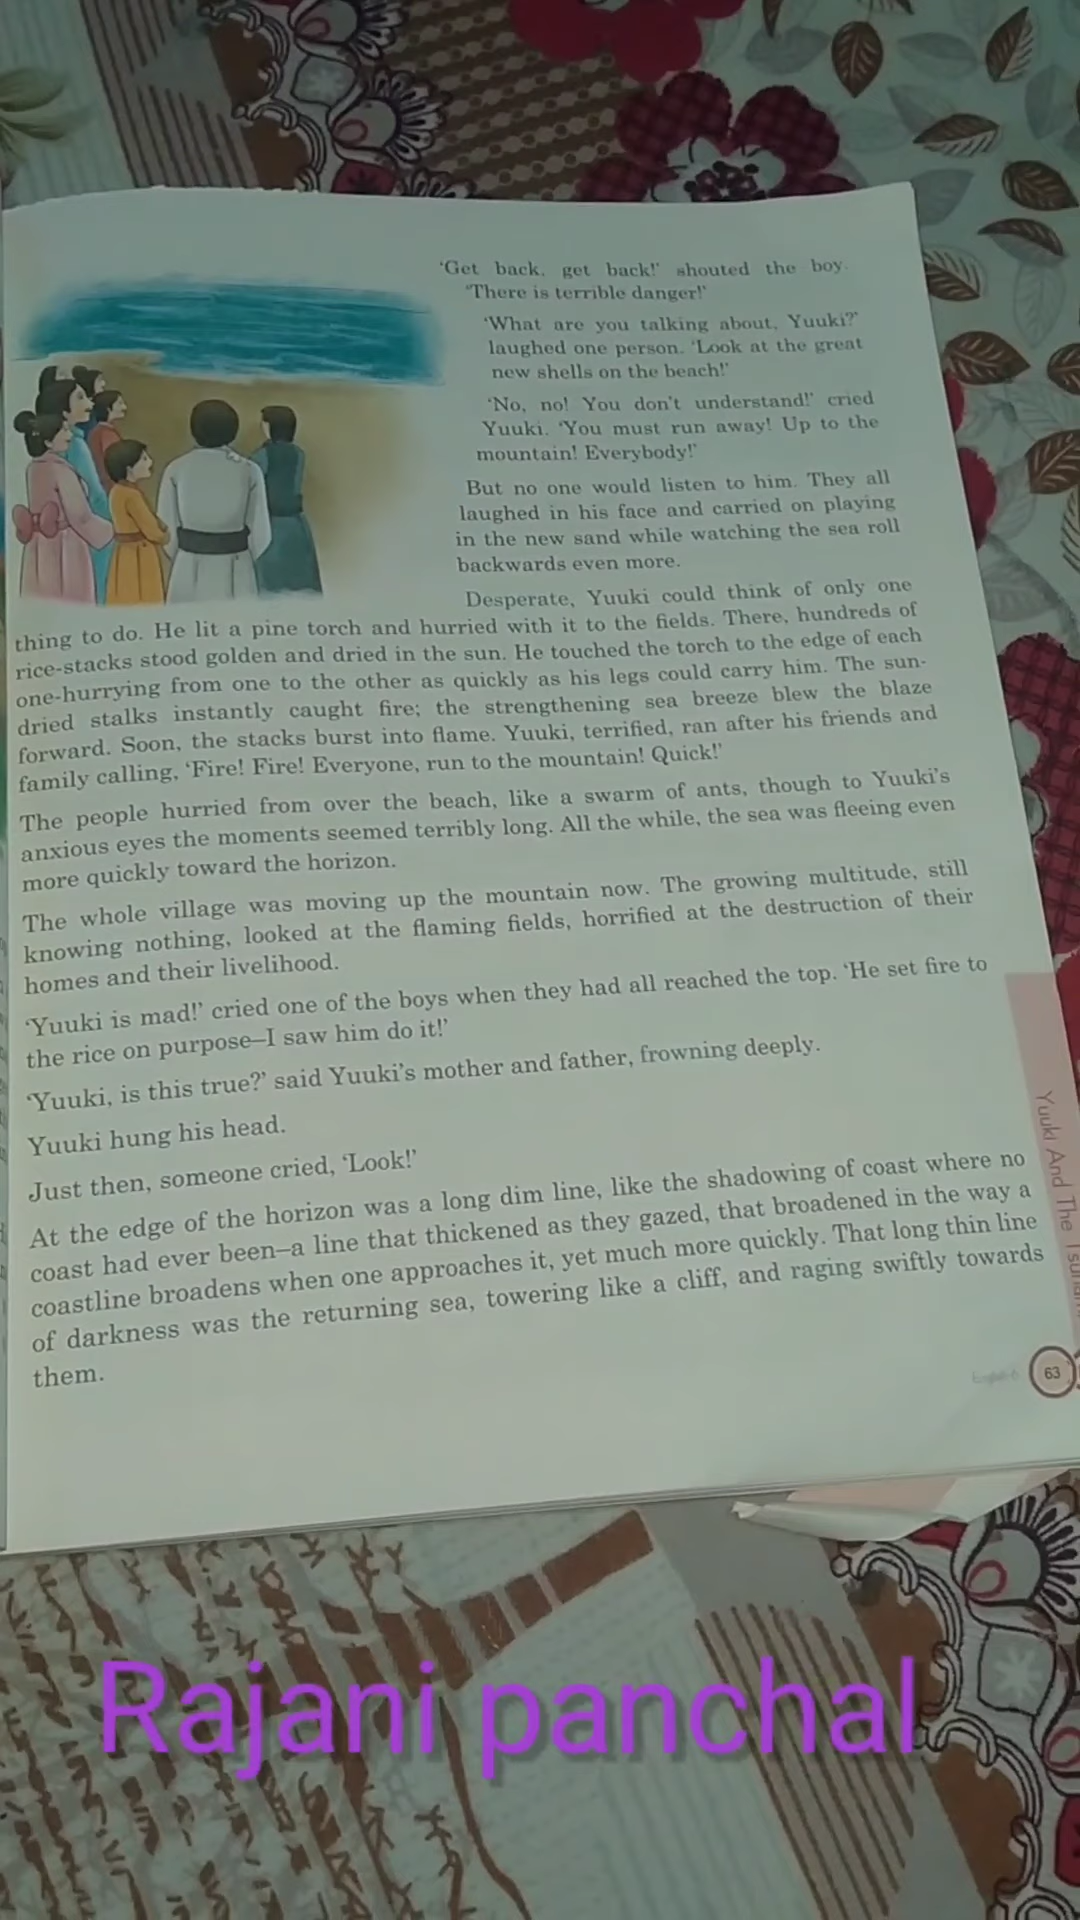 'Get back, get back!' shouted the boy.
'There is terrible danger!'
'What are you talking about, Yuuki?'
laughed one person. 'Look at the great
new shells on the beach!'
'No, no! You don't understand!' cried
Yuuki. 'You must run away! Up to the
mountain! Everybody!'
But no one would listen to him. They all
laughed in his face and carried on playing
in the new sand while watching the sea roll
backwards even more.
Desperate, Yuuki could think of only one
thing to do. He lit a pine torch and hurried with it to the fields. There, hundreds of
rice-stacks stood golden and dried in the sun. He touched the torch to the edge of each
one-hurrying from one to the other as quickly as his legs could carry him. The sun-
dried stalks instantly caught fire; the strengthening sea breeze blew the blaze
forward. Soon, the stacks burst into flame. Yuuki, terrified, ran after his friends and
family calling, 'Fire! Fire! Everyone, run to the mountain! Quick!'
The people hurried from over the beach, like a swarm of ants, though to Yuuki's
anxious eyes the moments seemed terribly long. All the while, the sea was fleeing even
more quickly toward the horizon.
The whole village was moving up the mountain now. The growing multitude, still
knowing nothing, looked at the flaming fields, horrified at the destruction of their
homes and their livelihood.
'Yuuki is mad!' cried one of the boys when they had all reached the top. 'He set fire to
the rice on purpose–I saw him do it!'
'Yuuki, is this true?' said Yuuki's mother and father, frowning deeply.
Yuuki hung his head.
Just then, someone cried, 'Look!'
At the edge of the horizon was a long dim line, like the shadowing of coast where no
coast had ever been–a line that thickened as they gazed, that broadened in the way a
coastline broadens when one approaches it, yet much more quickly. That long thin line
of darkness was the returning sea, towering like a cliff, and raging swiftly towards
them.
Yuuki And The
English-6
63
Rajani panchal